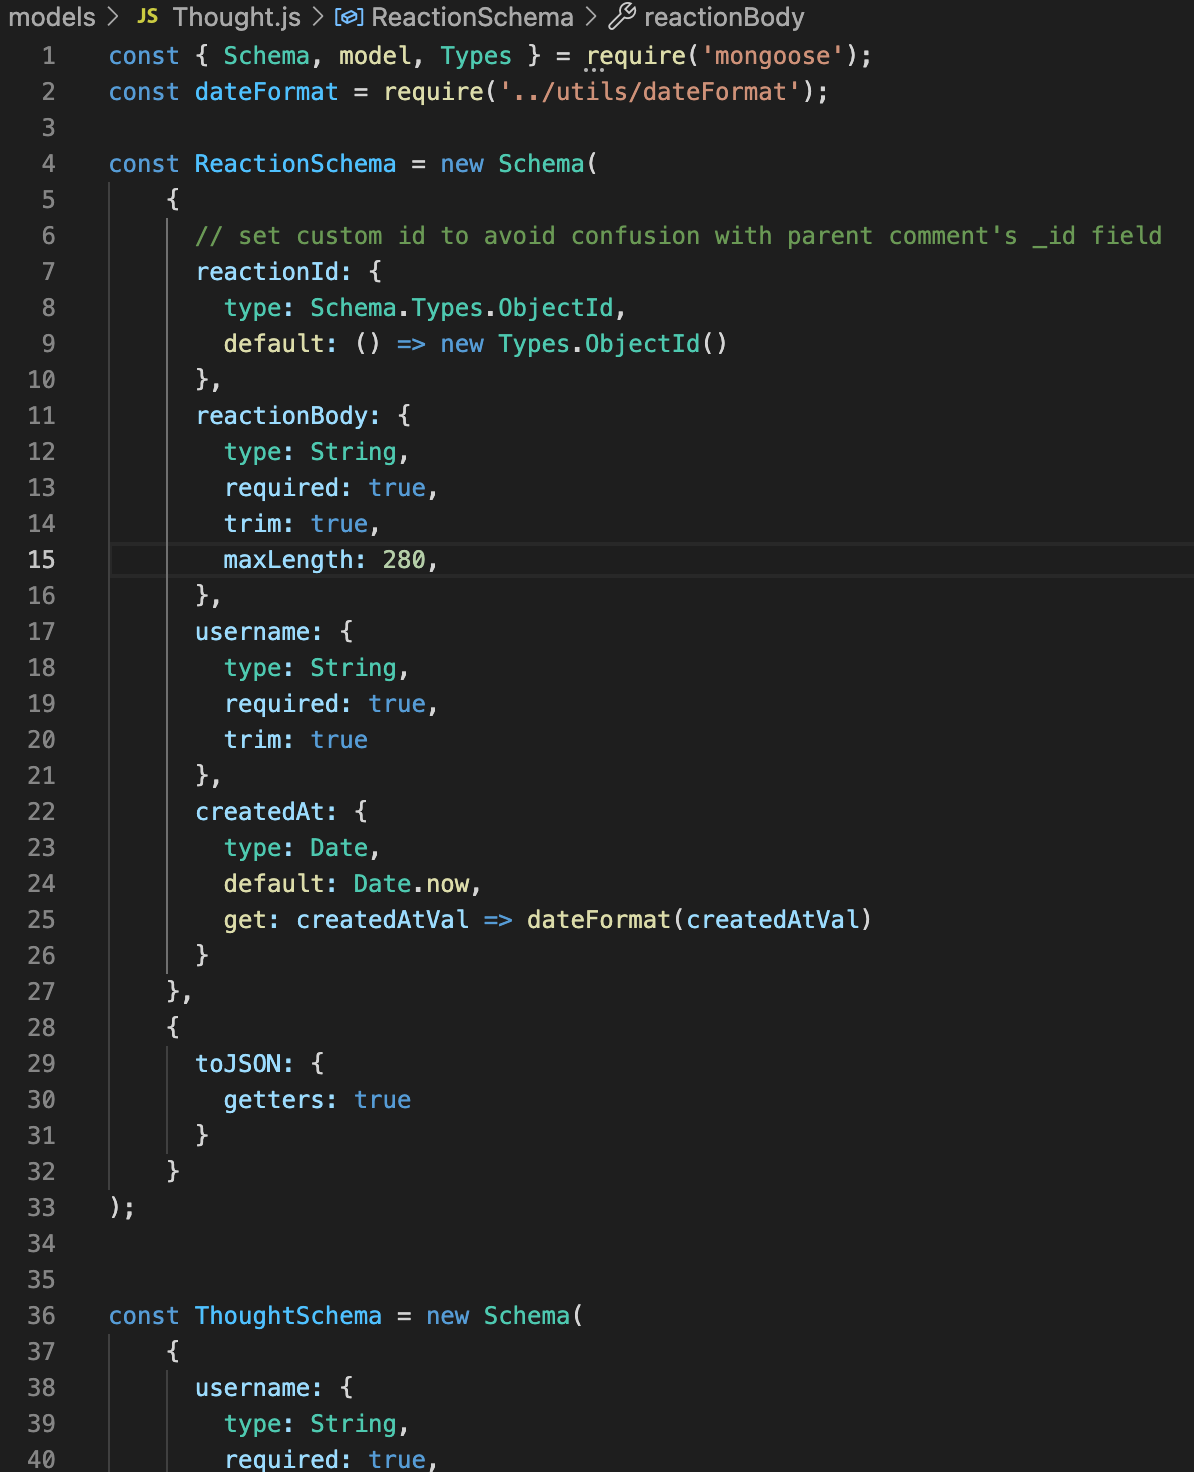 models > JS Thought.js > ReactionSchema > reactionBody
1 const { Schema, model, Types } = require('mongoose');
2 const dateFormat = require('../utils/dateFormat');
3
4 const ReactionSchema = new Schema(
5 {
6 // set custom id to avoid confusion with parent comment's _id field
7 reactionId: {
8 type: Schema.Types.ObjectId,
9 default: () => new Types.ObjectId()
10 },
11 reactionBody: {
12 type: String,
13 required: true,
14 trim: true,
15 maxLength: 280,
16 },
17 username: {
18 type: String,
19 required: true,
20 trim: true
21 },
22 createdAt: {
23 type: Date,
24 default: Date.now,
25 get: createdAtVal => dateFormat(createdAtVal)
26 }
27 },
28 {
29 toJSON: {
30 getters: true
31 }
32 }
33 );
34
35
36 const ThoughtSchema = new Schema(
37 {
38 username: {
39 type: String,
40 required: true,